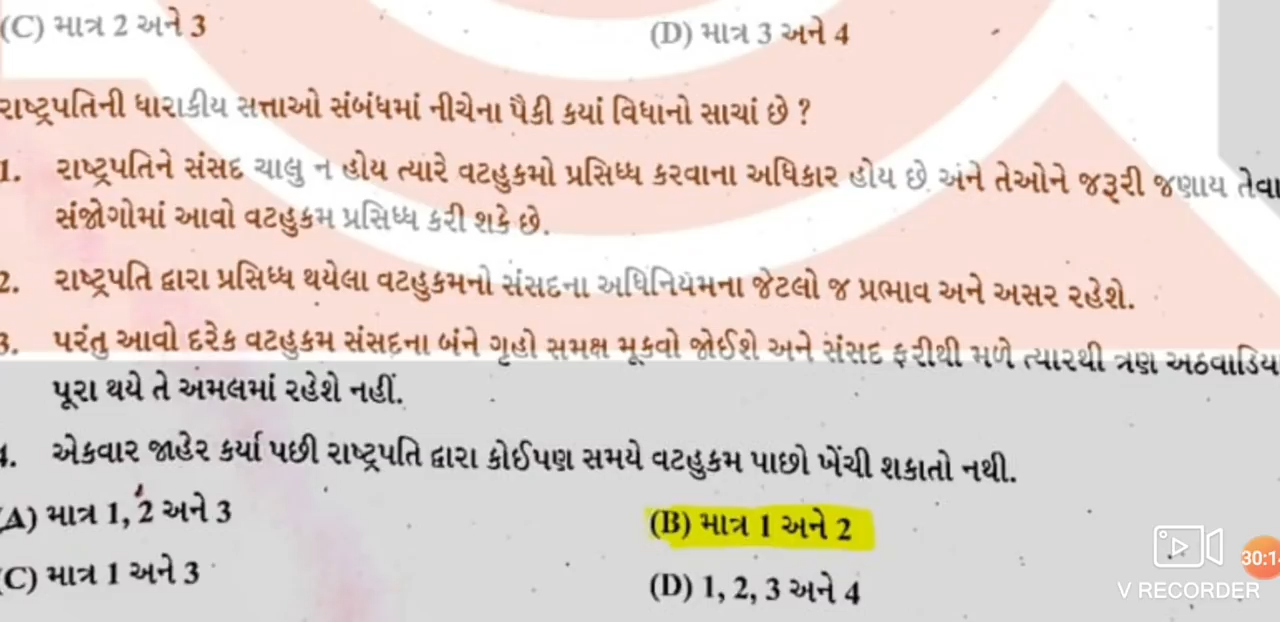 (C) માત્ર 2 અને 3
(D) માત્ર 3 અને 4
રાષ્ટ્રપતિની ધારાકીય સત્તાઓ સંબંધમાં નીચેના પૈકી કયાં વિધાનો સાચાં છે ?
1. રાષ્ટ્રપતિને સંસદ ચાલુ ન હોય ત્યારે વટહુકમો પ્રસિધ્ધ કરવાના અધિકાર હોય છે અને તેઓને જરૂરી જણાય તેવા
સંજોગોમાં આવો વટહુકમ પ્રસિધ્ધ કરી શકે છે.
2. રાષ્ટ્રપતિ દ્વારા પ્રસિધ્ધ થયેલા વટહુકમનો સંસદના અધિનિયમના જેટલો જ પ્રભાવ અને અસર રહેશે.
3. પરંતુ આવો દરેક વટહુકમ સંસદના બંને ગૃહો સમક્ષ મૂકવો જોઈશે અને સંસદ ફરીથી મળે ત્યારથી ત્રણ અઠવાડિય
પૂરા થયે તે અમલમાં રહેશે નહીં.
4. એકવાર જાહેર કર્યા પછી રાષ્ટ્રપતિ દ્વારા કોઈપણ સમયે વટહુકમ પાછો ખેંચી શકાતો નથી.
(A) માત્ર 1, 2 અને 3
(B) માત્ર 1 અને 2
(C) માત્ર 1 અને 3
(D) 1, 2, 3 અને 4
V RECORDER
30:1